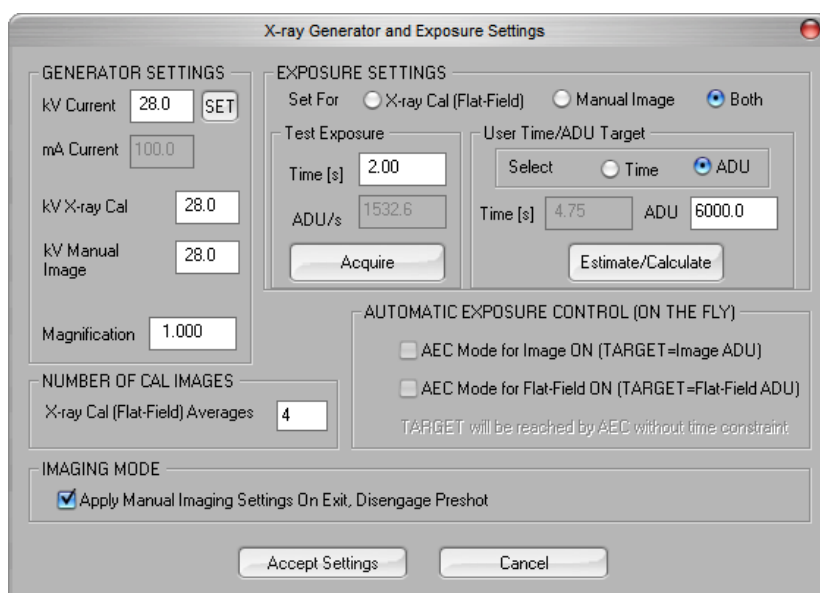 X-ray Generator and Exposure Settings
GENERATOR SETTINGS
kV Current 28.0 SET
mA Current 100.0
kV X-ray Cal 28.0
kV Manual Image 28.0
Magnification 1.000
EXPOSURE SETTINGS
Set For X-ray Cal (Flat-Field) Manual Image Both
Test Exposure
Time [s] 2.00
ADU/s 1532.6
Acquire
User Time/ADU Target
Select Time ADU
Time [s] 4.75 ADU 6000.0
Estimate/Calculate
AUTOMATIC EXPOSURE CONTROL (ON THE FLY)
AEC Mode for Image ON (TARGET=Image ADU)
AEC Mode for Flat-Field ON (TARGET=Flat-Field ADU)
TARGET will be reached by AEC without time constraint
NUMBER OF CAL IMAGES
X-ray Cal (Flat-Field) Averages 4
IMAGING MODE
Apply Manual Imaging Settings On Exit, Disengage Preshot
Accept Settings Cancel